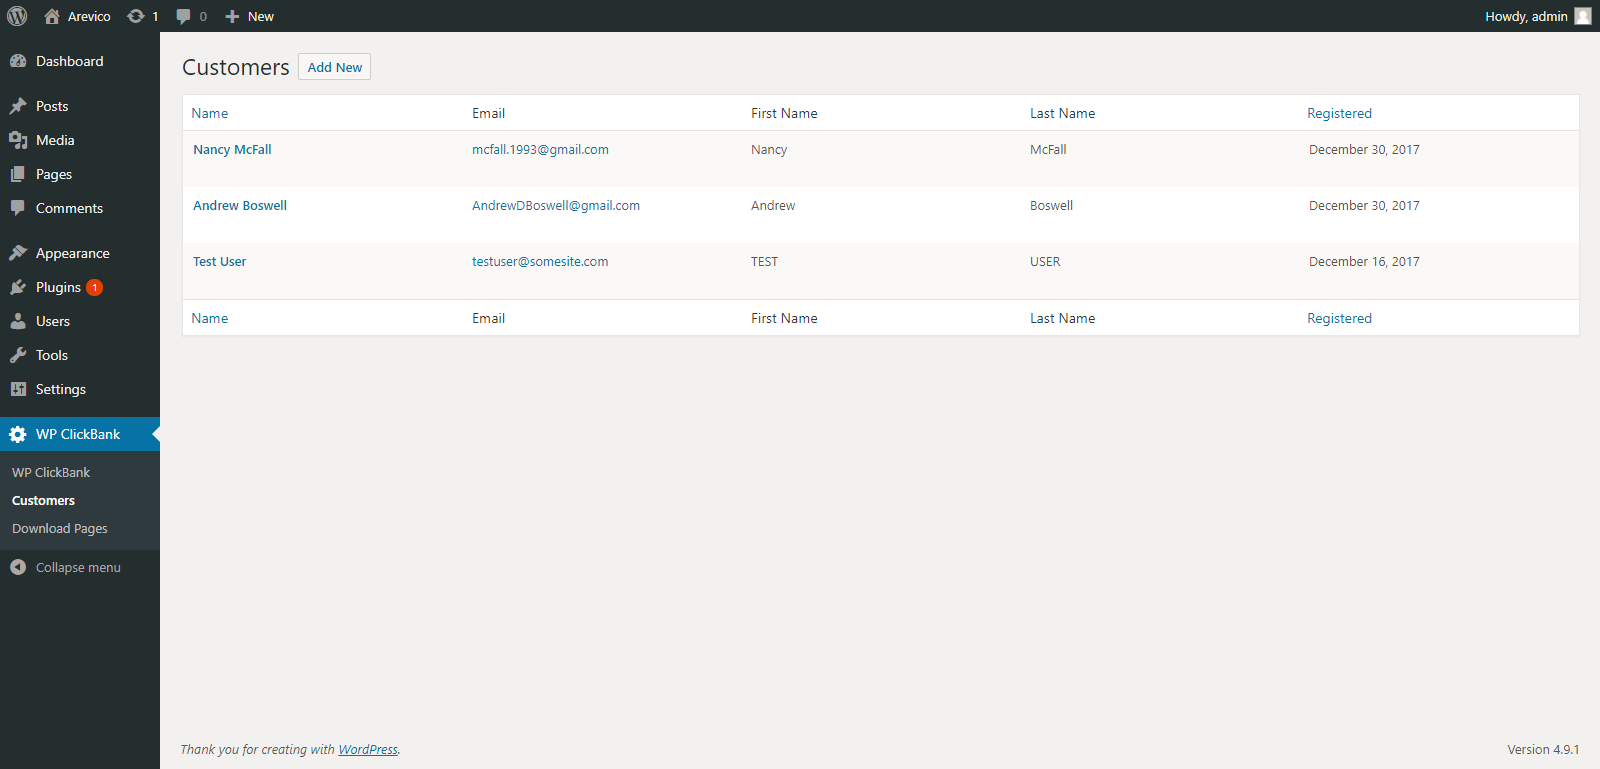 Arevico 1 0 New Howdy, admin
Dashboard
Posts
Media
Pages
Comments
Appearance
Plugins 1
Users
Tools
Settings
WP ClickBank
WP ClickBank
Customers
Download Pages
Collapse menu
Customers Add New
Name Email First Name Last Name Registered
Nancy McFall mcfall.1993@gmail.com Nancy McFall December 30, 2017
Andrew Boswell AndrewDBoswell@gmail.com Andrew Boswell December 30, 2017
Test User testuser@somesite.com TEST USER December 16, 2017
Name Email First Name Last Name Registered
Thank you for creating with WordPress. Version 4.9.1